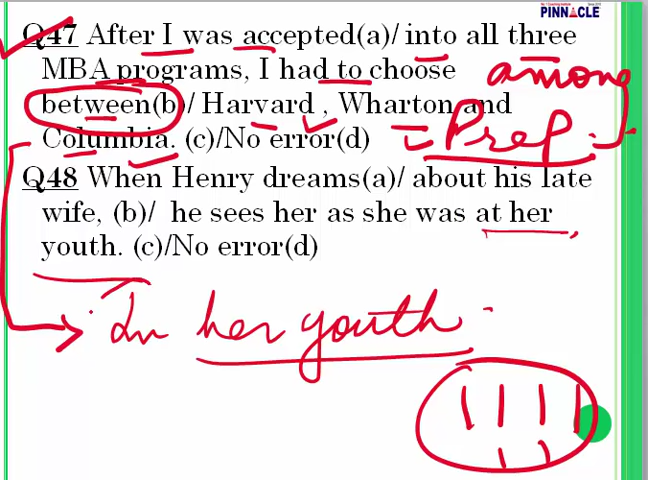 PINNACLE
Q47 After I was accepted(a)/ into all three
MBA programs, I had to choose among
between(b)/ Harvard , Wharton and
Columbia. (c)/No error(d) = Prep.
Q48 When Henry dreams(a)/ about his late
wife, (b)/ he sees her as she was at her
youth. (c)/No error(d)
In her youth.